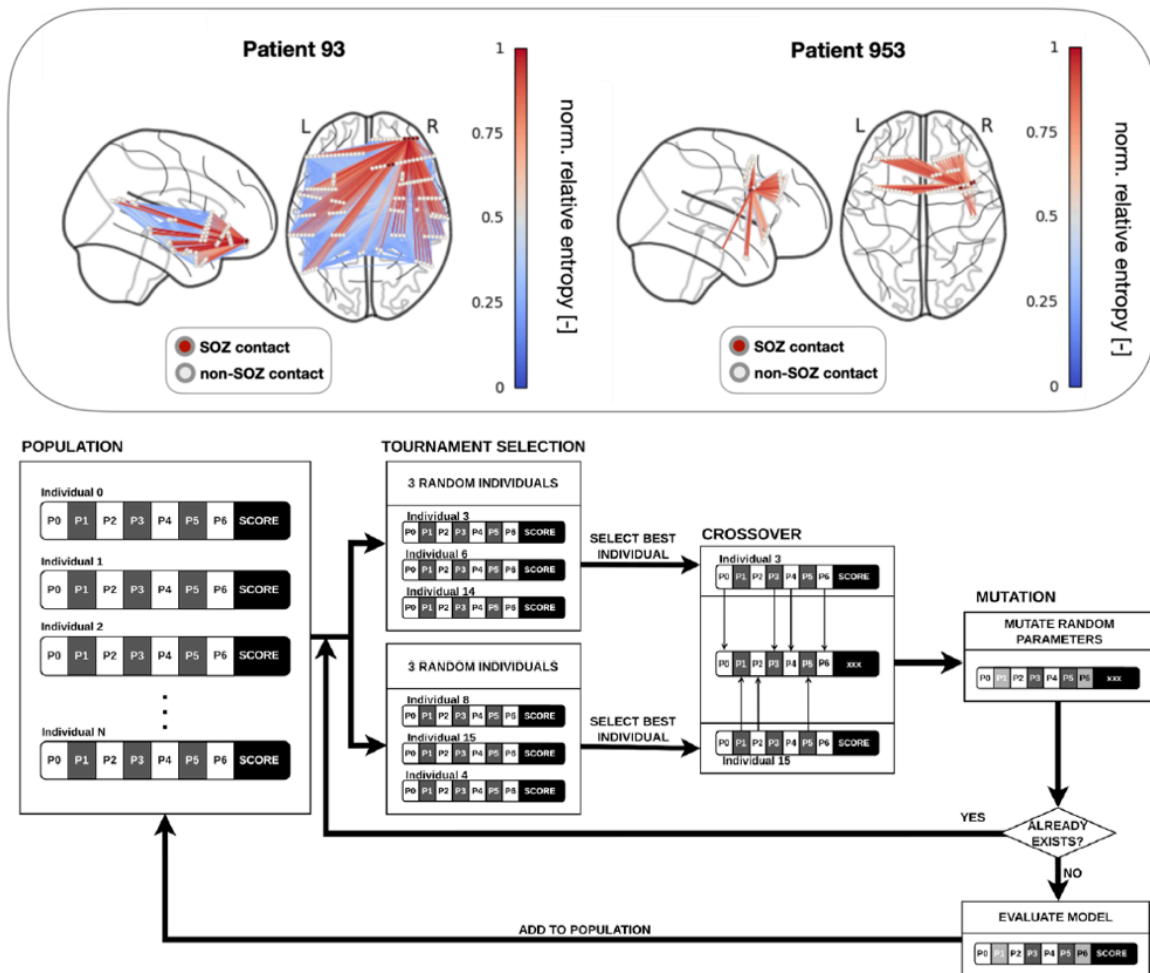 Patient 93
L
R
1
0.75
0.5
0.25
0
norm. relative entropy [-]
SOZ contact
non-SOZ contact
Patient 953
L
R
1
0.75
0.5
0.25
0
norm. relative entropy [-]
SOZ contact
non-SOZ contact
POPULATION
Individual 0
P0 P1 P2 P3 P4 P5 P6 SCORE
Individual 1
P0 P1 P2 P3 P4 P5 P6 SCORE
Individual 2
P0 P1 P2 P3 P4 P5 P6 SCORE
Individual N
P0 P1 P2 P3 P4 P5 P6 SCORE
TOURNAMENT SELECTION
3 RANDOM INDIVIDUALS
Individual 3
P0 P1 P2 P3 P4 P5 P6 SCORE
Individual 6
P0 P1 P2 P3 P4 P5 P6 SCORE
Individual 14
P0 P1 P2 P3 P4 P5 P6 SCORE
3 RANDOM INDIVIDUALS
Individual 8
P0 P1 P2 P3 P4 P5 P6 SCORE
Individual 15
P0 P1 P2 P3 P4 P5 P6 SCORE
Individual 4
P0 P1 P2 P3 P4 P5 P6 SCORE
SELECT BEST
INDIVIDUAL
SELECT BEST
INDIVIDUAL
CROSSOVER
Individual 3
P0 P1 P2 P3 P4 P5 P6 SCORE
P0 P1 P2 P3 P4 P5 P6 xxx
P0 P1 P2 P3 P4 P5 P6 SCORE
Individual 15
MUTATION
MUTATE RANDOM
PARAMETERS
P0 P1 P2 P3 P4 P5 P6 xxx
ALREADY
EXISTS?
YES
NO
EVALUATE MODEL
P0 P1 P2 P3 P4 P5 P6 SCORE
ADD TO POPULATION